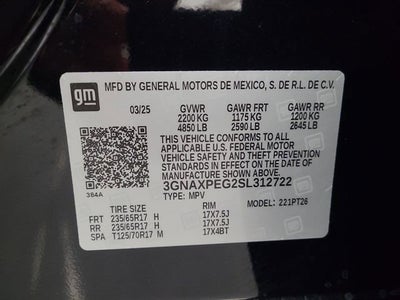 gm
MFD BY GENERAL MOTORS DE MEXICO, S. DE R.L. DE C.V.
03/25 GVWR GAWR FRT GAWR RR
2200 KG 1175 KG 1200 KG
4850 LB 2590 LB 2645 LB
THIS VEHICLE CONFORMS TO ALL
APPLICABLE U.S. FEDERAL MOTOR
VEHICLE SAFETY, BUMPER, AND THEFT
PREVENTION STANDARDS IN EFFECT ON
THE DATE OF MANUFACTURE SHOWN ABOVE.
3GNAXPEG2SL312722
384A TYPE: MPV MODEL: 221PT26
TIRE SIZE RIM
FRT 235/65R17 H 17X7.5J
RR 235/65R17 H 17X7.5J
SPA T125/70R17 M 17X4BT